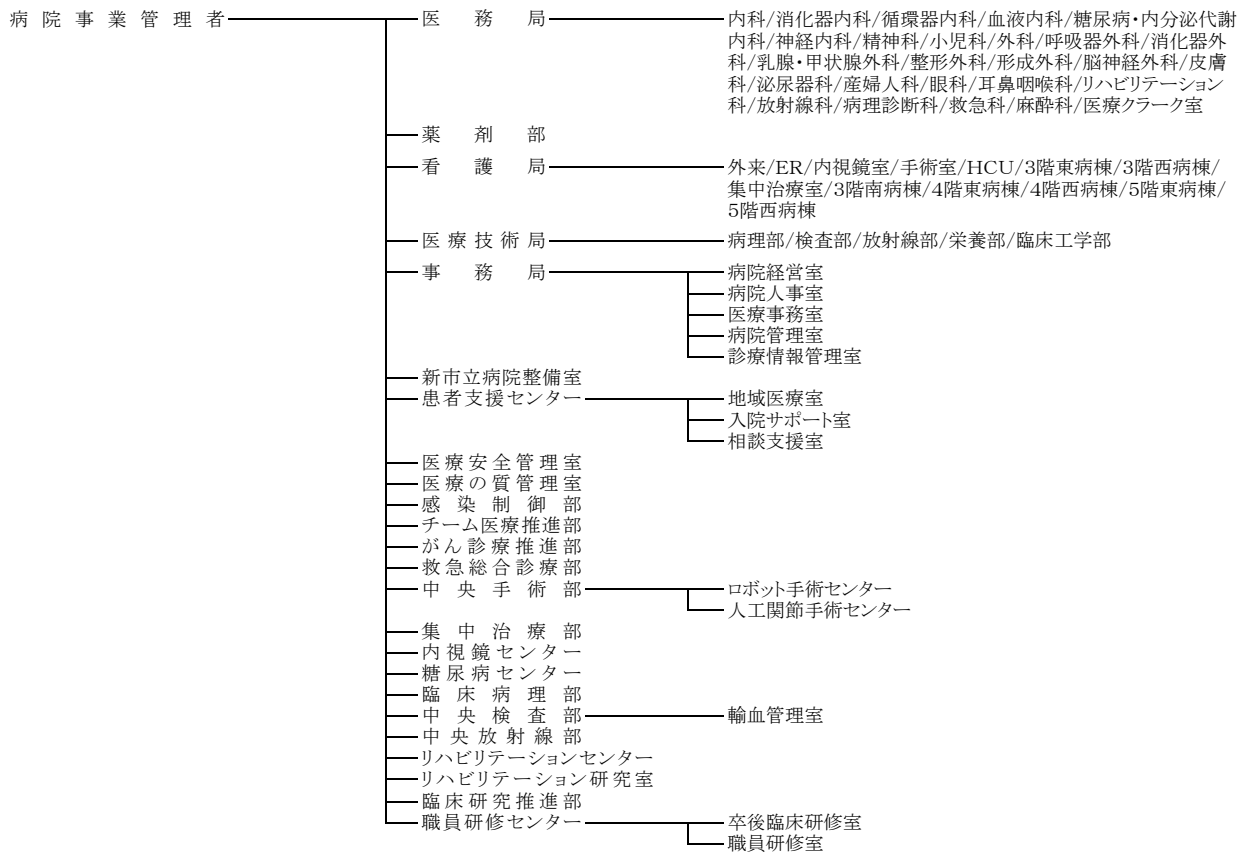 病院事業管理者
医務局
内科/消化器内科/循環器内科/血液内科/糖尿病・内分泌代謝
内科/神経内科/精神科/小児科/外科/呼吸器外科/消化器外
科/乳腺・甲状腺外科/整形外科/形成外科/脳神経外科/皮膚
科/泌尿器科/産婦人科/眼科/耳鼻咽喉科/リハビリテーション
科/放射線科/病理診断科/救急科/麻酔科/医療クラーク室
薬剤部
看護局
外来/ER/内視鏡室/手術室/HCU/3階東病棟/3階西病棟/
集中治療室/3階南病棟/4階東病棟/4階西病棟/5階東病棟/
5階西病棟
医療技術局
病理部/検査部/放射線部/栄養部/臨床工学部
事務局
病院経営室
病院人事室
医療事務室
病院管理室
診療情報管理室
新市立病院整備室
患者支援センター
地域医療室
入院サポート室
相談支援室
医療安全管理室
医療の質管理室
感染制御部
チーム医療推進部
がん診療推進部
救急総合診療部
中央手術部
ロボット手術センター
人工関節手術センター
集中治療部
内視鏡センター
糖尿病センター
臨床病理部
中央検査部
輸血管理室
中央放射線部
リハビリテーションセンター
リハビリテーション研究室
臨床研究推進部
職員研修センター
卒後臨床研修室
職員研修室